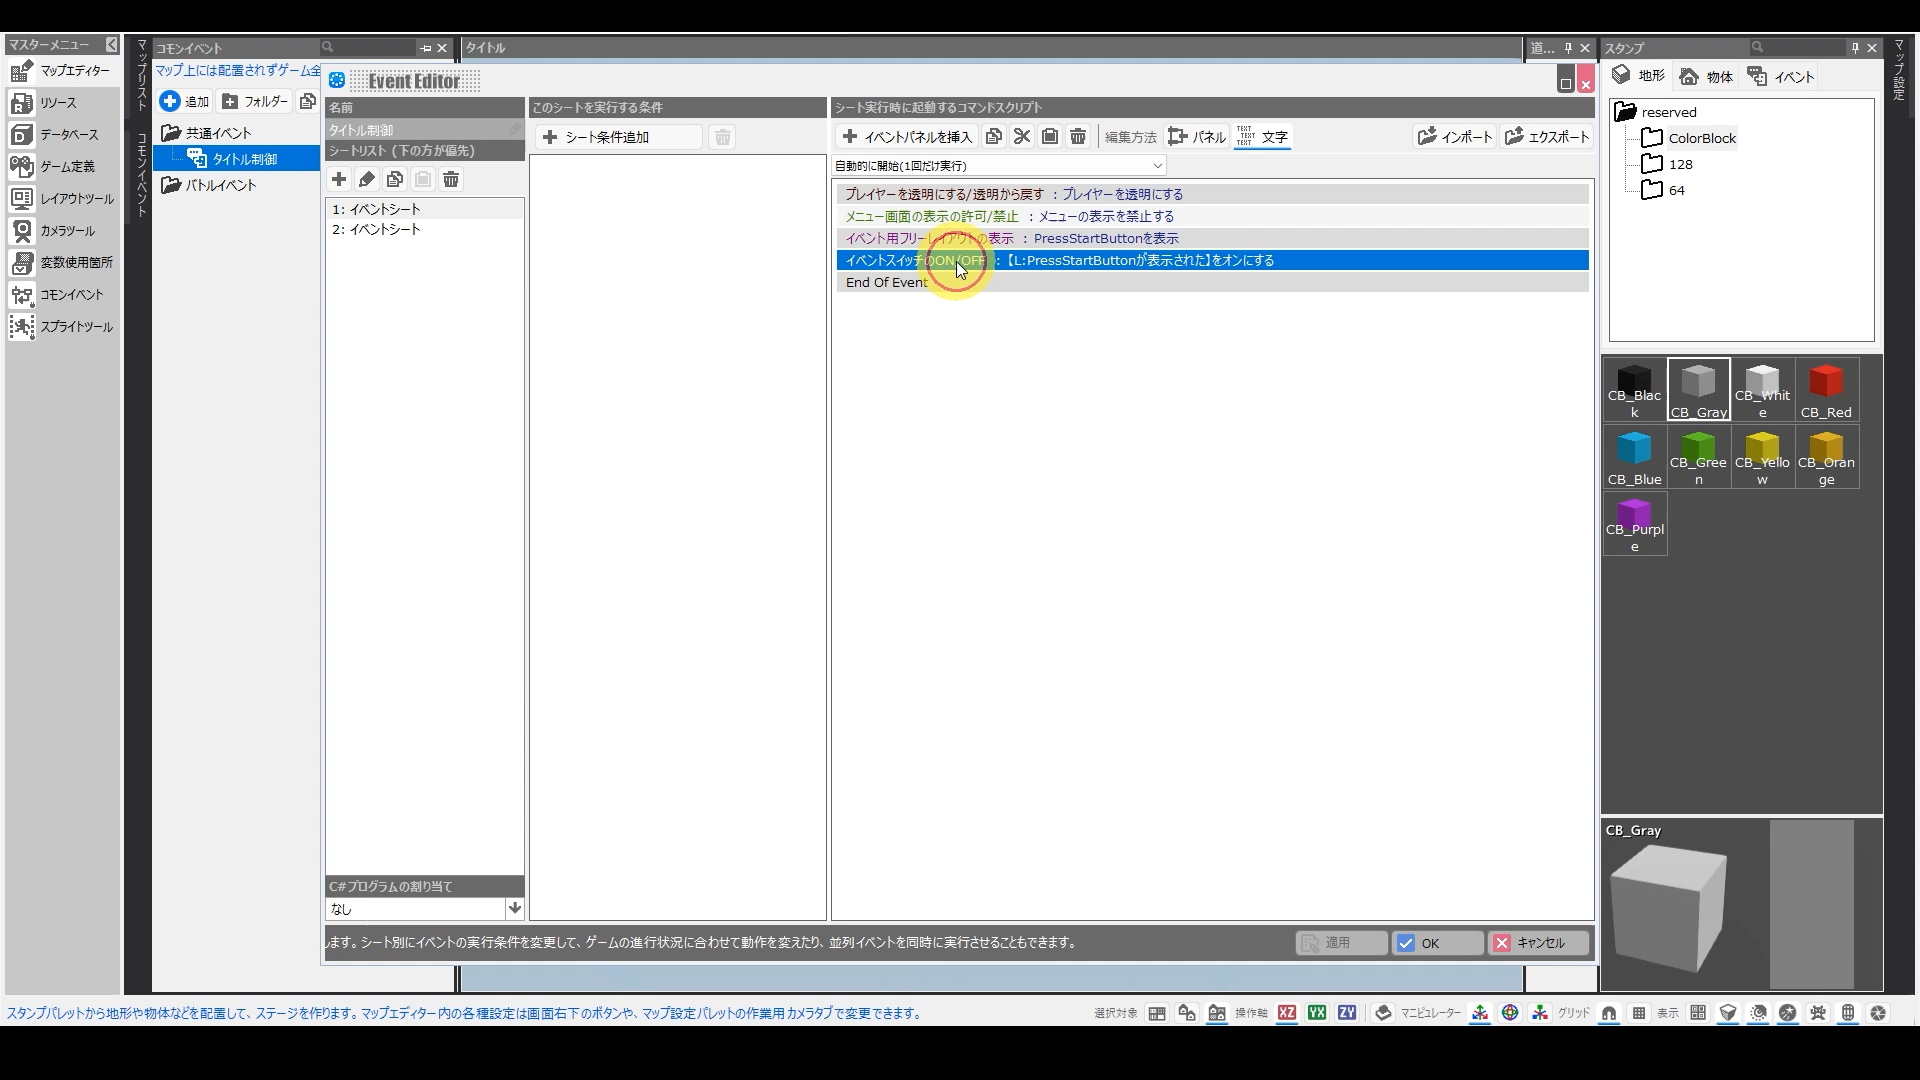 マスターメニュー
マップエディター
リソース
データベース
ゲーム定義
レイアウトツール
カメラツール
変数使用箇所
コモンイベント
スプライトツール
マップリスト
コモンイベント
コモンイベント
マップ上には配置されずゲーム全
追加
フォルダー
共通イベント
タイトル制御
バトルイベント
タイトル
Event Editor
名前
タイトル制御
シートリスト（下の方が優先）
1: イベントシート
2: イベントシート
C#プログラムの割り当て
なし
このシートを実行する条件
シート条件追加
シート実行時に起動するコマンドスクリプト
イベントパネルを挿入
編集方法
パネル
TEXT TEXT
TEXT TEXT
文字
インポート
エクスポート
自動的に開始(1回だけ実行)
プレイヤーを透明にする/透明から戻す : プレイヤーを透明にする
メニュー画面の表示の許可/禁止 : メニューの表示を禁止する
イベント用フリーレイアウトの表示 : PressStartButtonを表示
イベントスイッチのON/OFF : 【L:PressStartButtonが表示された】をオンにする
End Of Event
します。シート別にイベントの実行条件を変更して、ゲームの進行状況に合わせて動作を変えたり、並列イベントを同時に実行させることもできます。
適用
OK
キャンセル
道...
スタンプ
地形
物体
イベント
reserved
ColorBlock
128
64
CB_Black
CB_Gray
CB_White
CB_Red
CB_Blue
CB_Green
CB_Yellow
CB_Orange
CB_Purple
CB_Gray
マップ設定
スタンプパレットから地形や物体などを配置して、ステージを作ります。マップエディター内の各種設定は画面右下のボタンや、マップ設定パレットの作業用カメラタブで変更できます。
選択対象
操作軸
XZ
YX
ZY
マニピュレーター
グリッド
表示